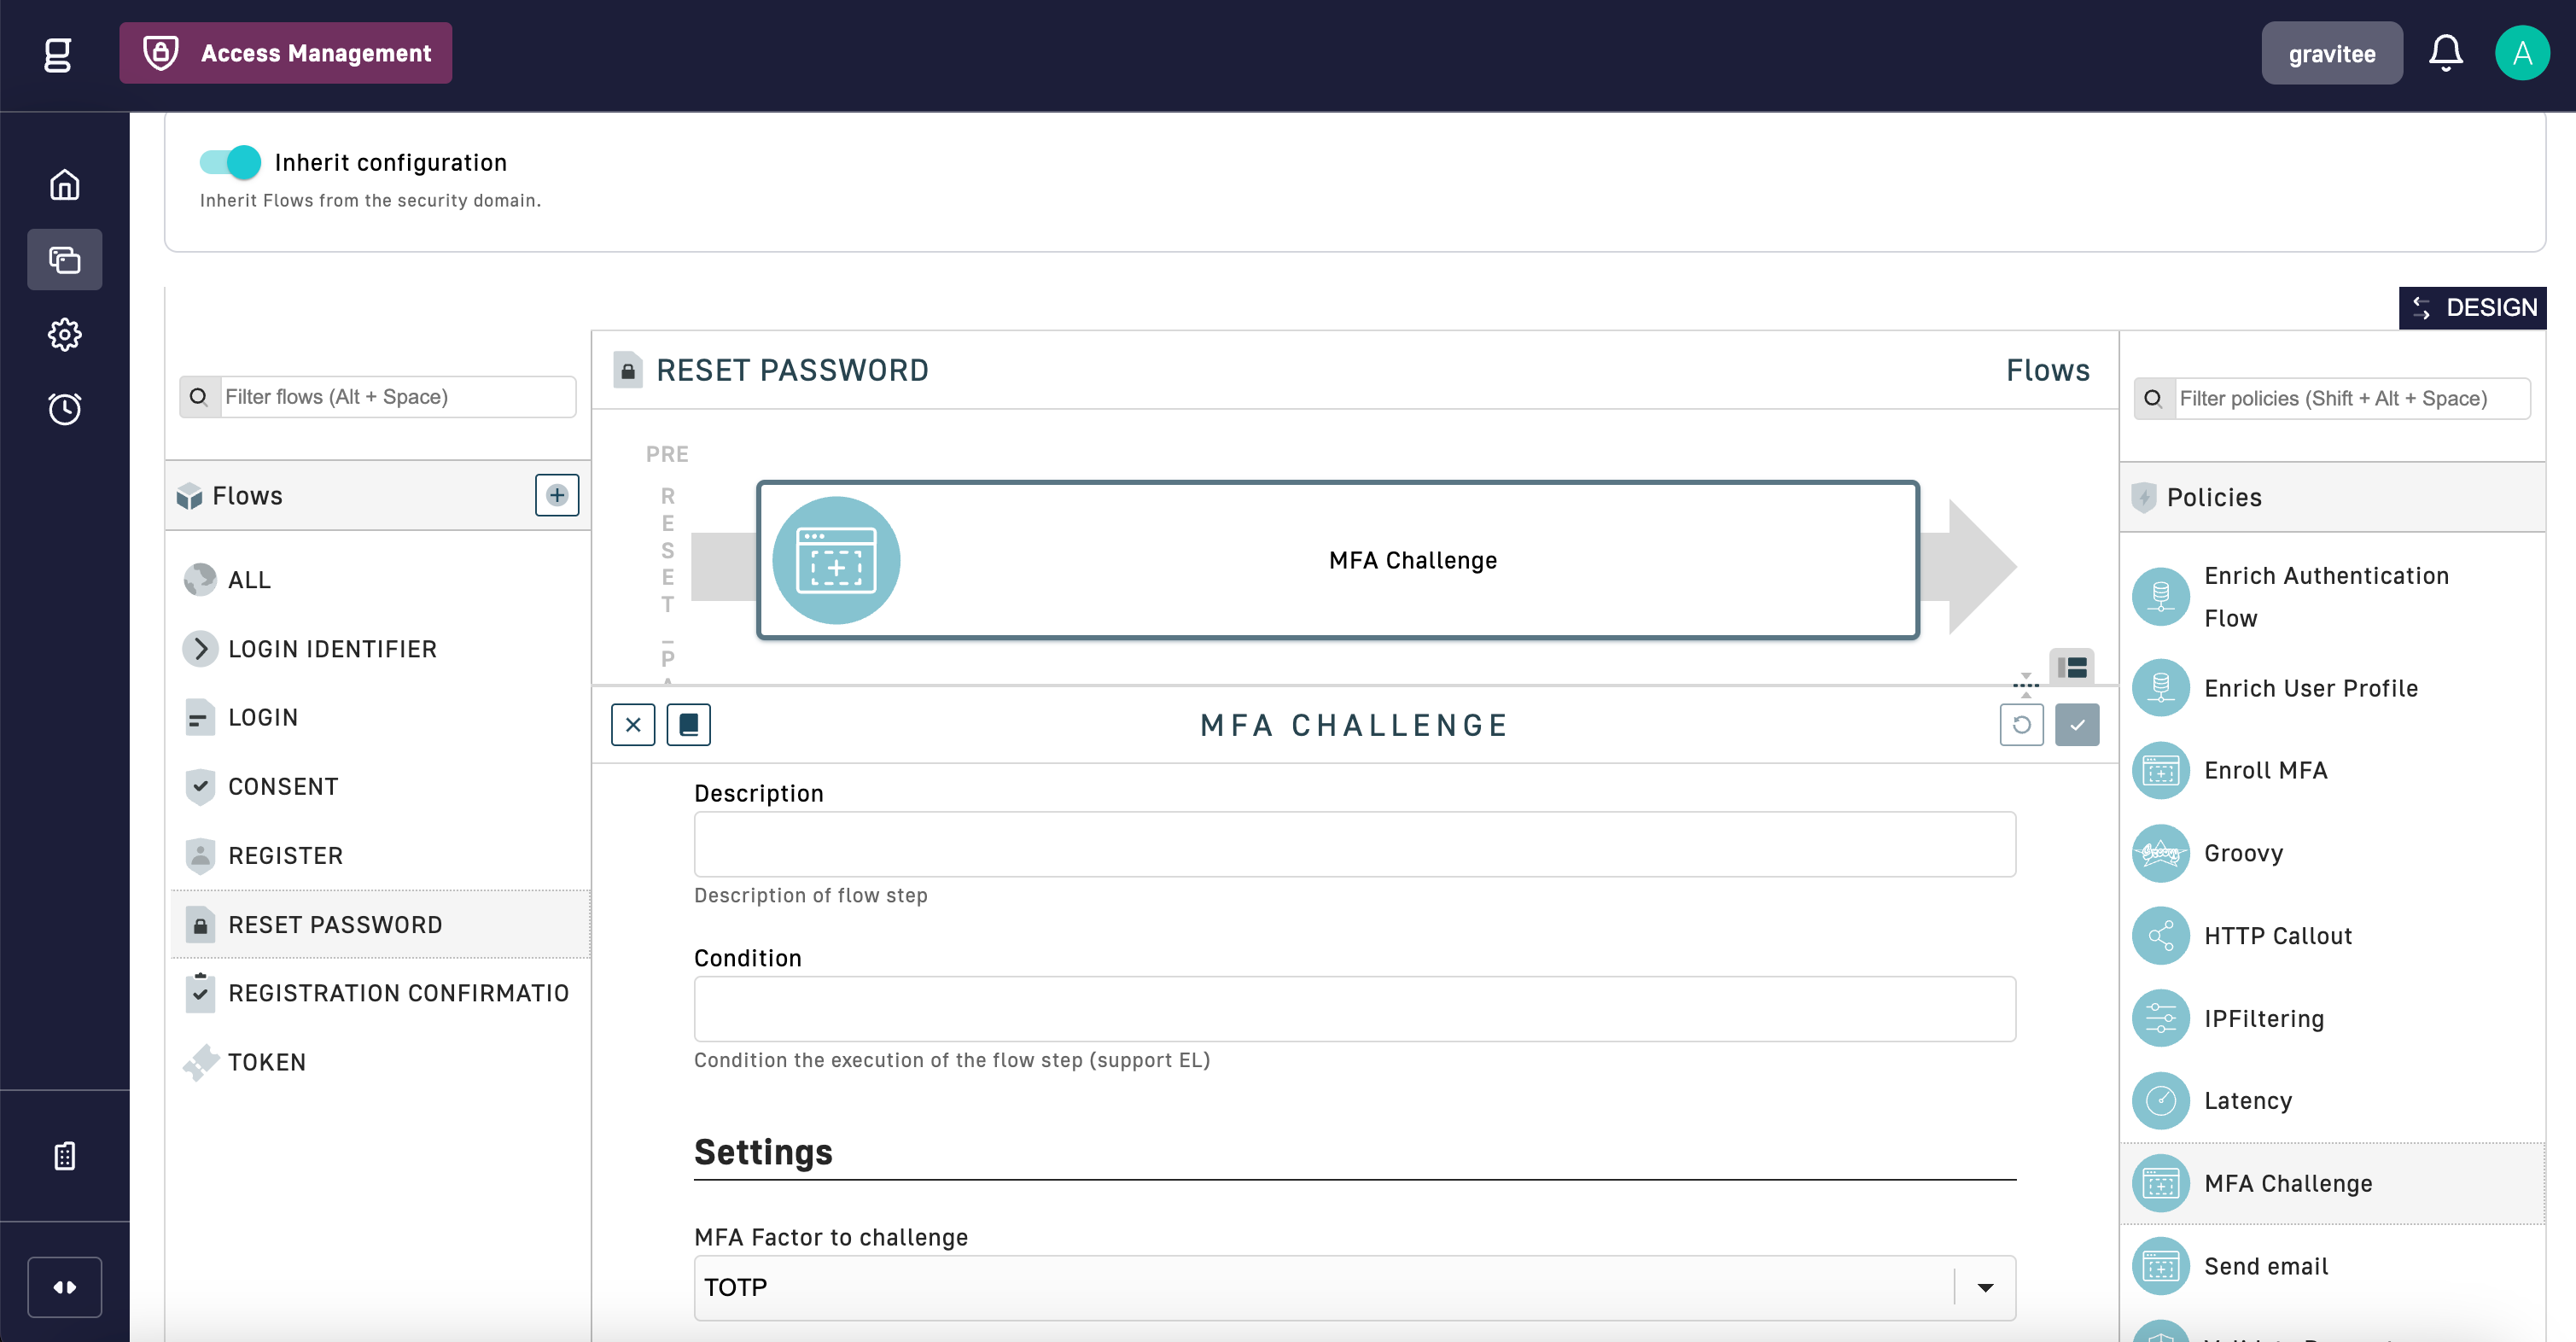 g
Access Management
gravitee
A
Inherit configuration
Inherit Flows from the security domain.
DESIGN
Filter flows (Alt + Space)
Flows
ALL
LOGIN IDENTIFIER
LOGIN
CONSENT
REGISTER
RESET PASSWORD
REGISTRATION CONFIRMATIO
TOKEN
RESET PASSWORD
Flows
PRE
R
E
S
E
T
_
P
MFA Challenge
MFA CHALLENGE
Description
Description of flow step
Condition
Condition the execution of the flow step (support EL)
Settings
MFA Factor to challenge
TOTP
Filter policies (Shift + Alt + Space)
Policies
Enrich Authentication
Flow
Enrich User Profile
Enroll MFA
Groovy
HTTP Callout
IPFiltering
Latency
MFA Challenge
Send email